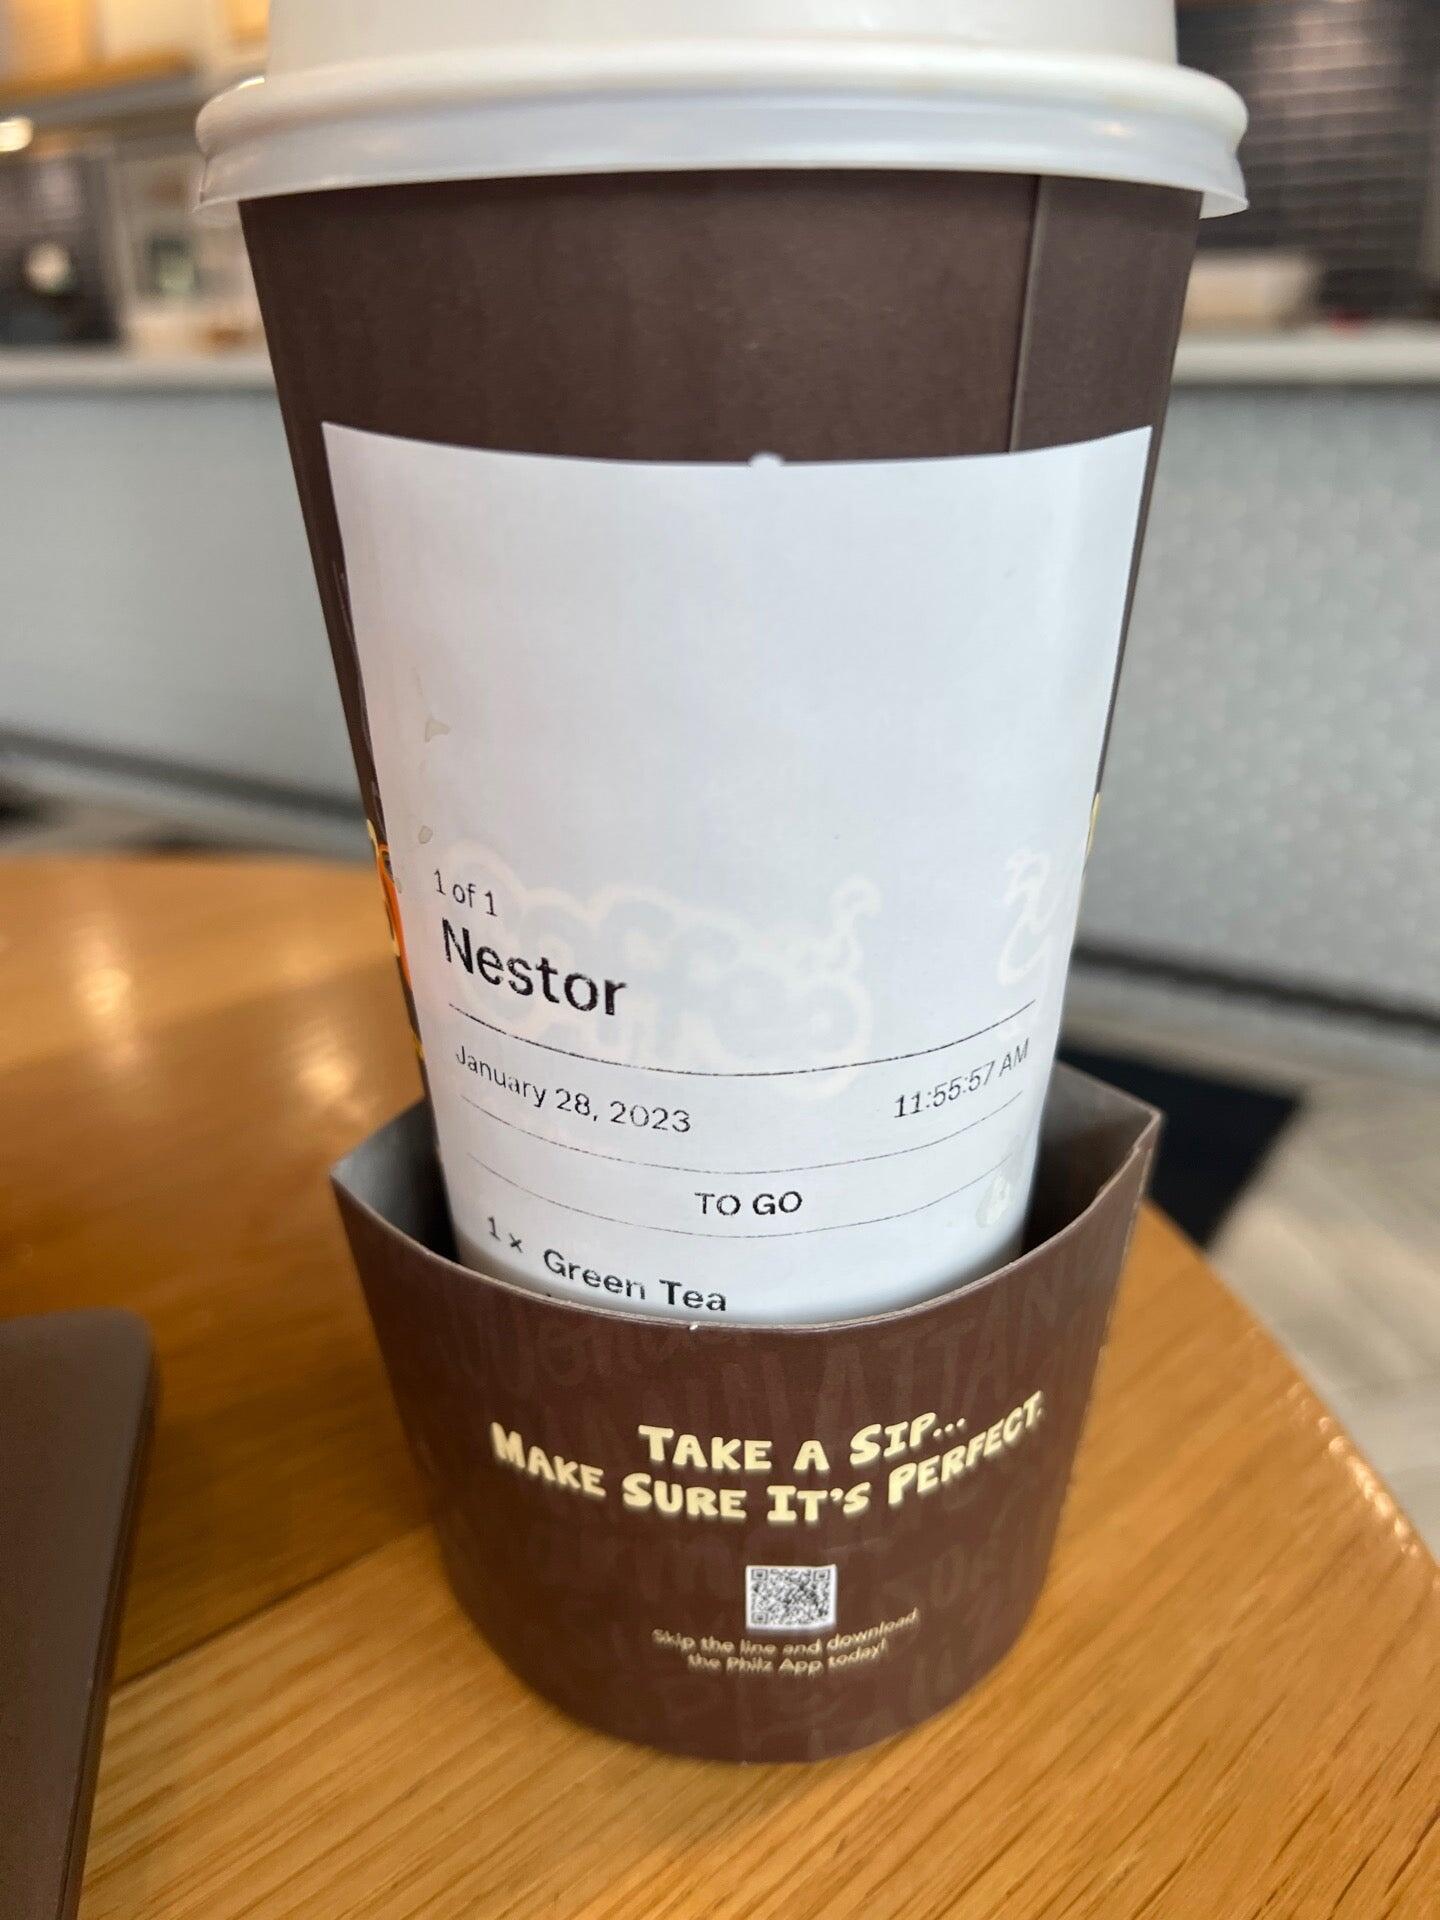 1 of 1
Nestor
January 28, 2023 11:55:57 AM
TO GO
1 x Green Tea
TAKE A SIP...
MAKE SURE IT'S PERFECT.
Skip the line and download
the Philz App today!